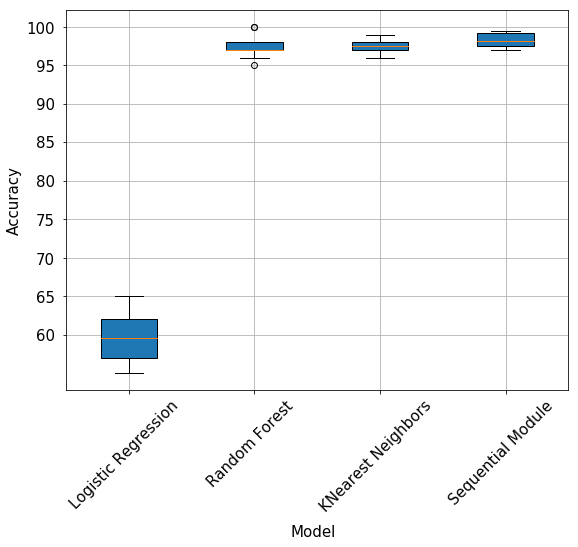 Accuracy
100
95
90
85
80
75
70
65
60
Logistic Regression
Random Forest
KNearest Neighbors
Sequential Module
Model